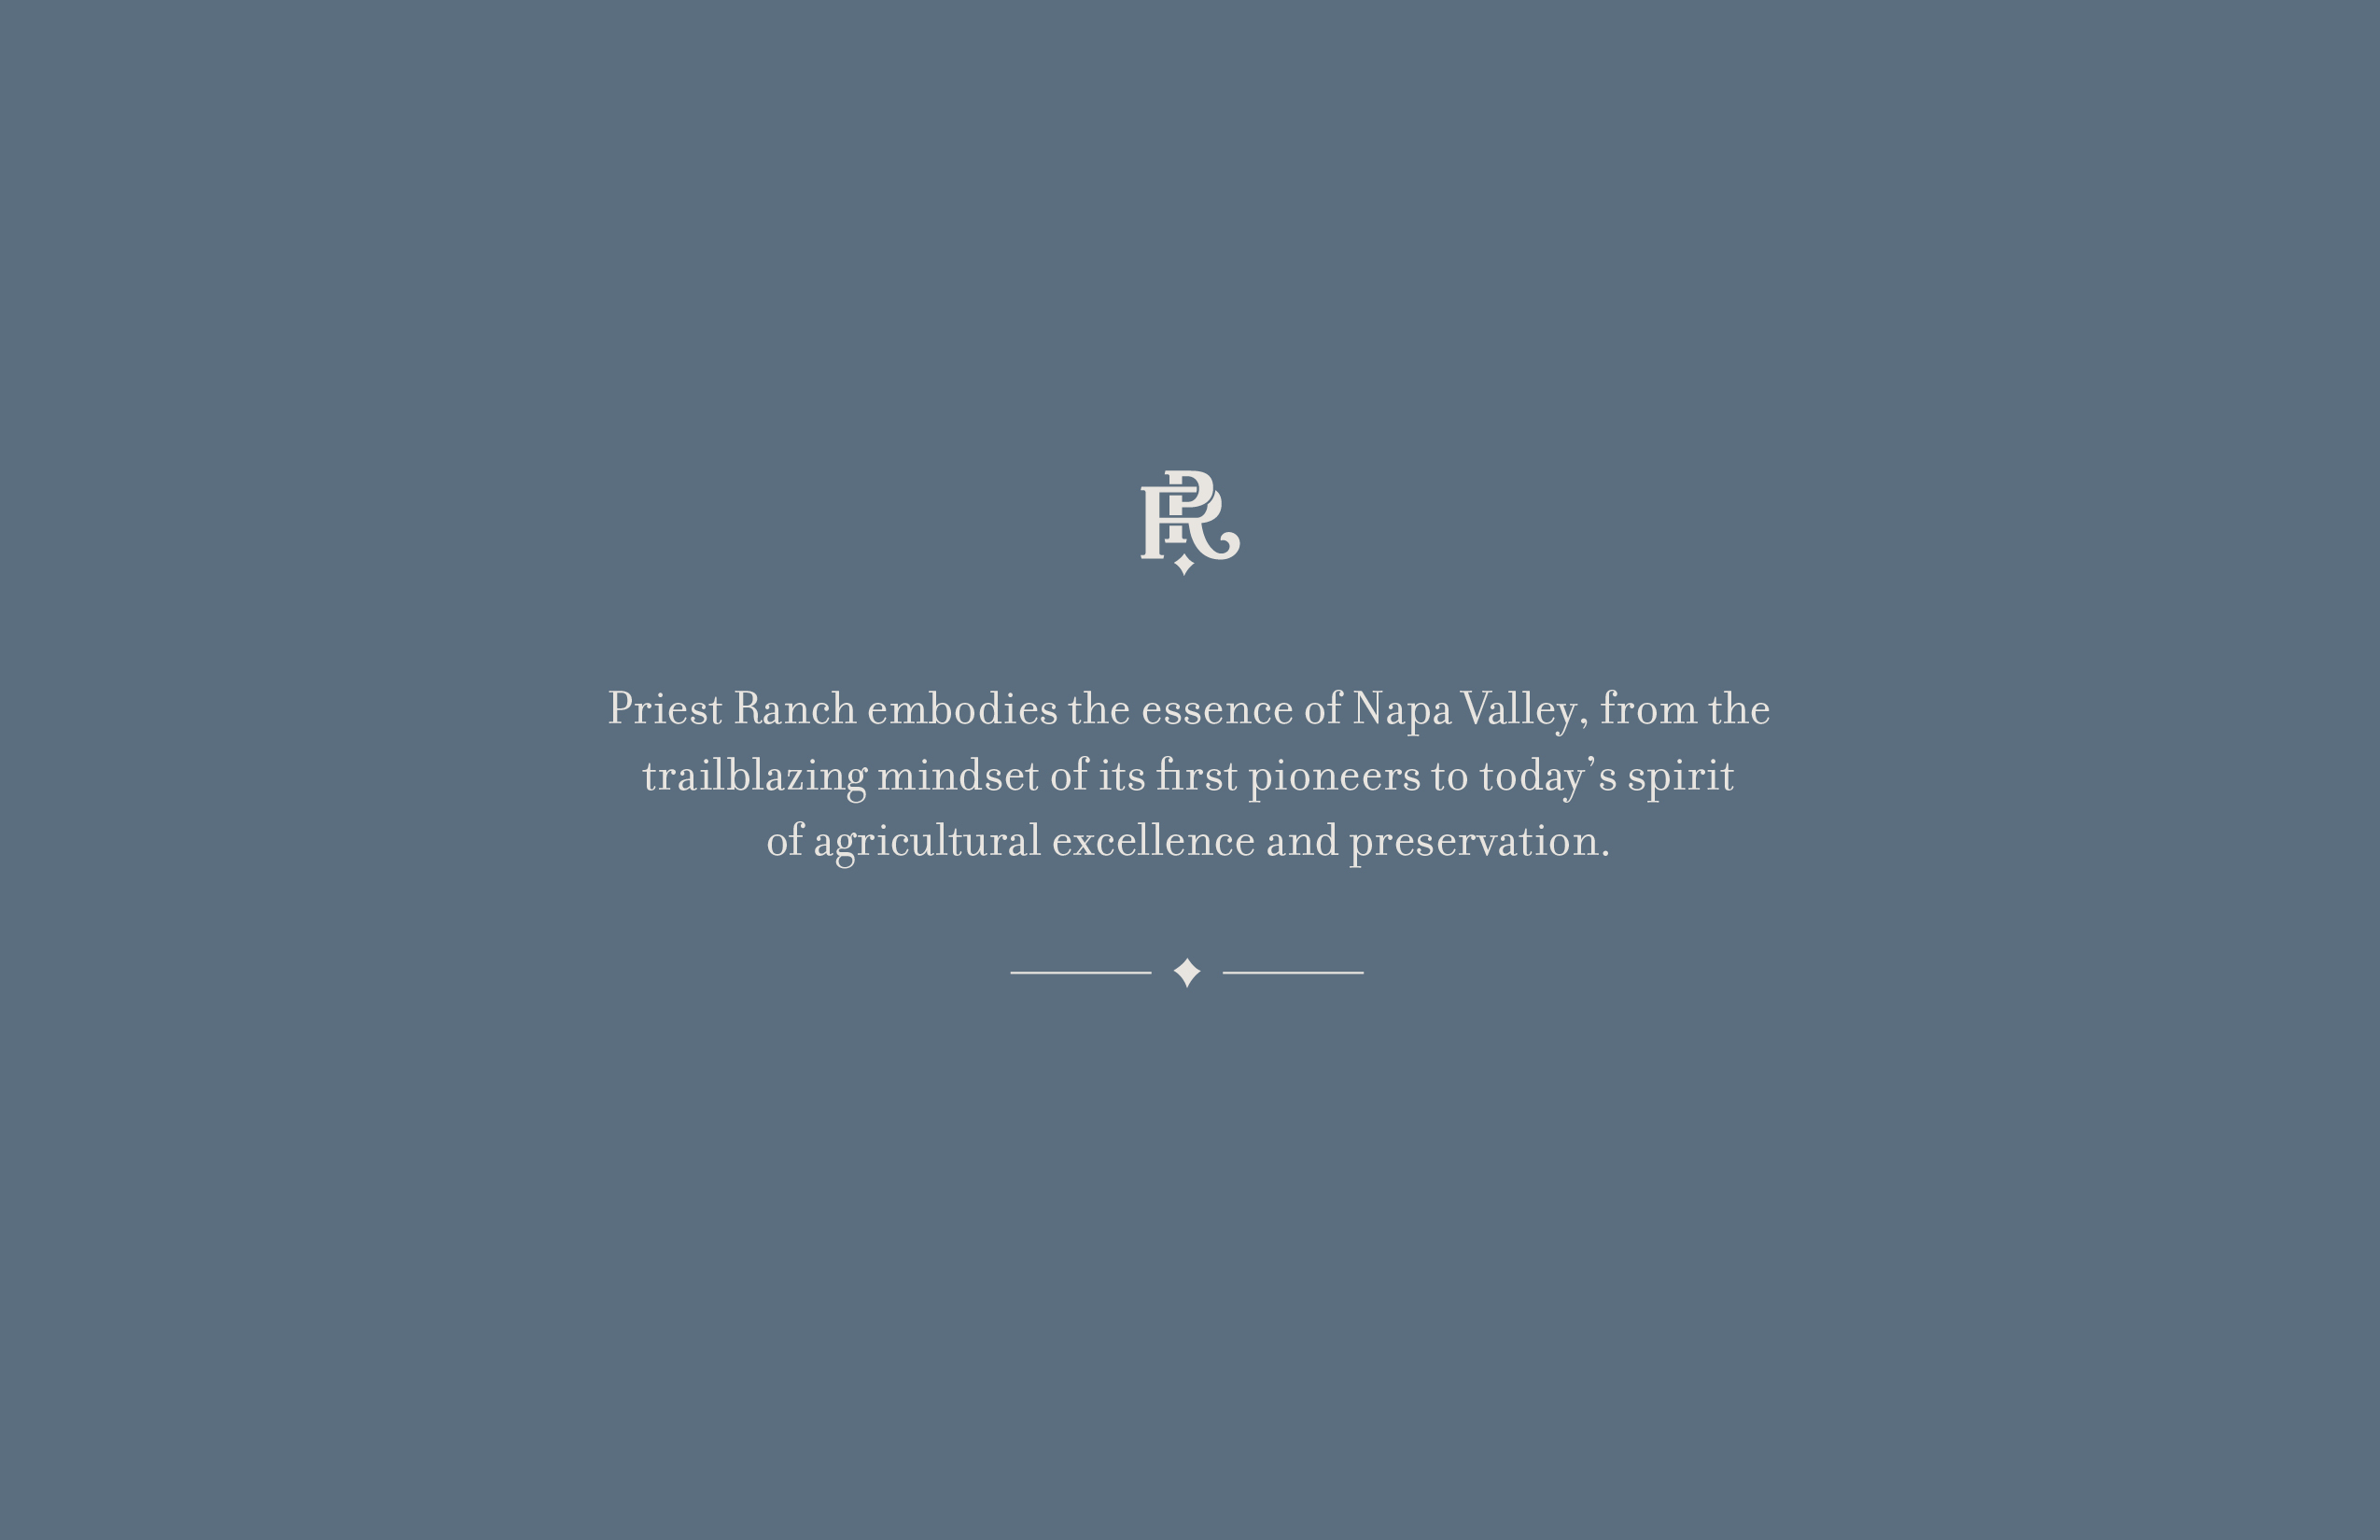 PR
Priest Ranch embodies the essence of Napa Valley, from the
trailblazing mindset of its first pioneers to today’s spirit
of agricultural excellence and preservation.